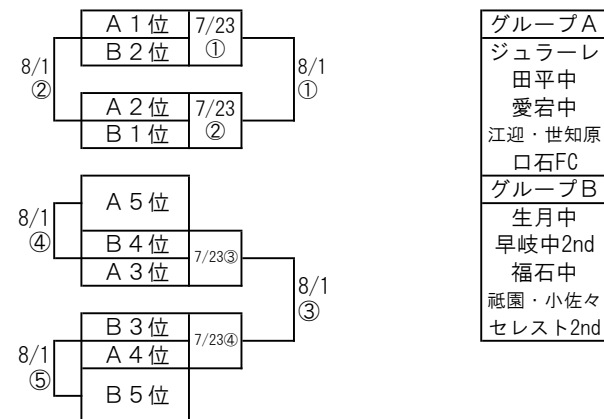 A1位 7/23
B2位 ①
8/1
②
8/1
①
A2位 7/23
B1位 ②
A5位
8/1
④
B4位 7/23③
A3位
8/1
③
B3位 7/23④
A4位
8/1
⑤
B5位
グループA
ジュラーレ
田平中
愛宕中
江迎・世知原
口石FC
グループB
生月中
早岐中2nd
福石中
祗園・小佐々
セレスト2nd